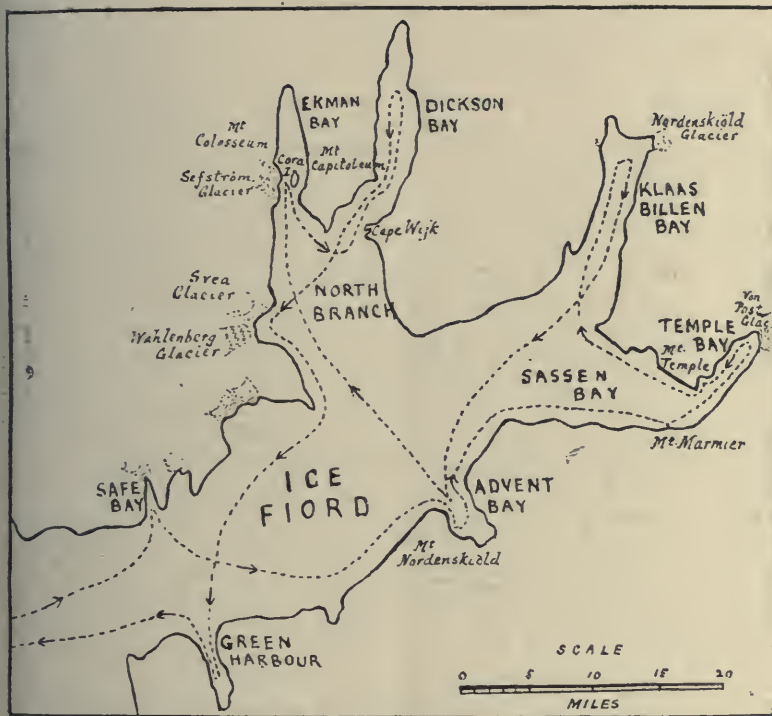 EKMAN
BAY
DICKSON
BAY
Mt
Colosseum
Cora
I.
Mt
Capitoleum
Sefström
Glacier
Nordenskiöld
Glacier
KLAAS
BILLEN
BAY
Cape Wijk
Svea
Glacier
NORTH
BRANCH
Wahlenberg
Glacier
Von
Post
Glac
TEMPLE
BAY
Mt.
Temple
SASSEN
BAY
Mt. Marmier
ICE
FIORD
SAFE
BAY
ADVENT
BAY
Mt
Nordenskiöld
GREEN
HARBOUR
SCALE
0 5 10 15 20
MILES